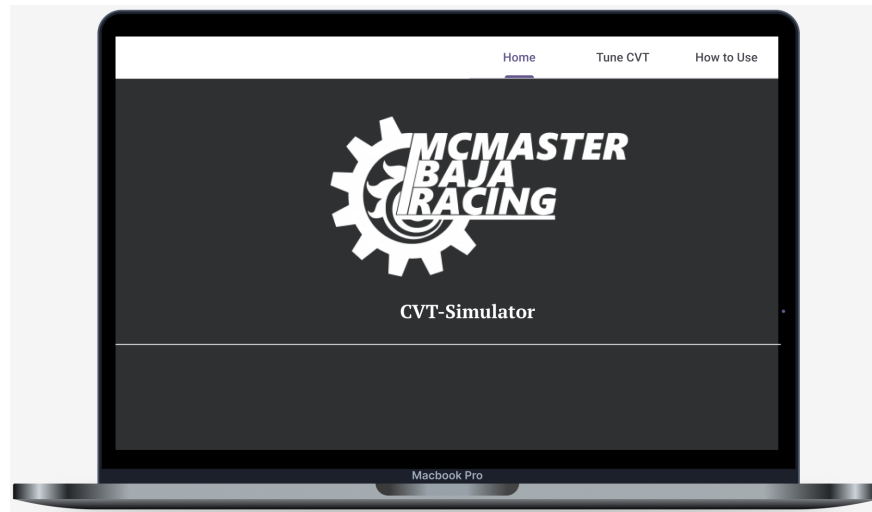 Home Tune CVT How to Use
MCMASTER
BAJA
RACING
CVT-Simulator
Macbook Pro